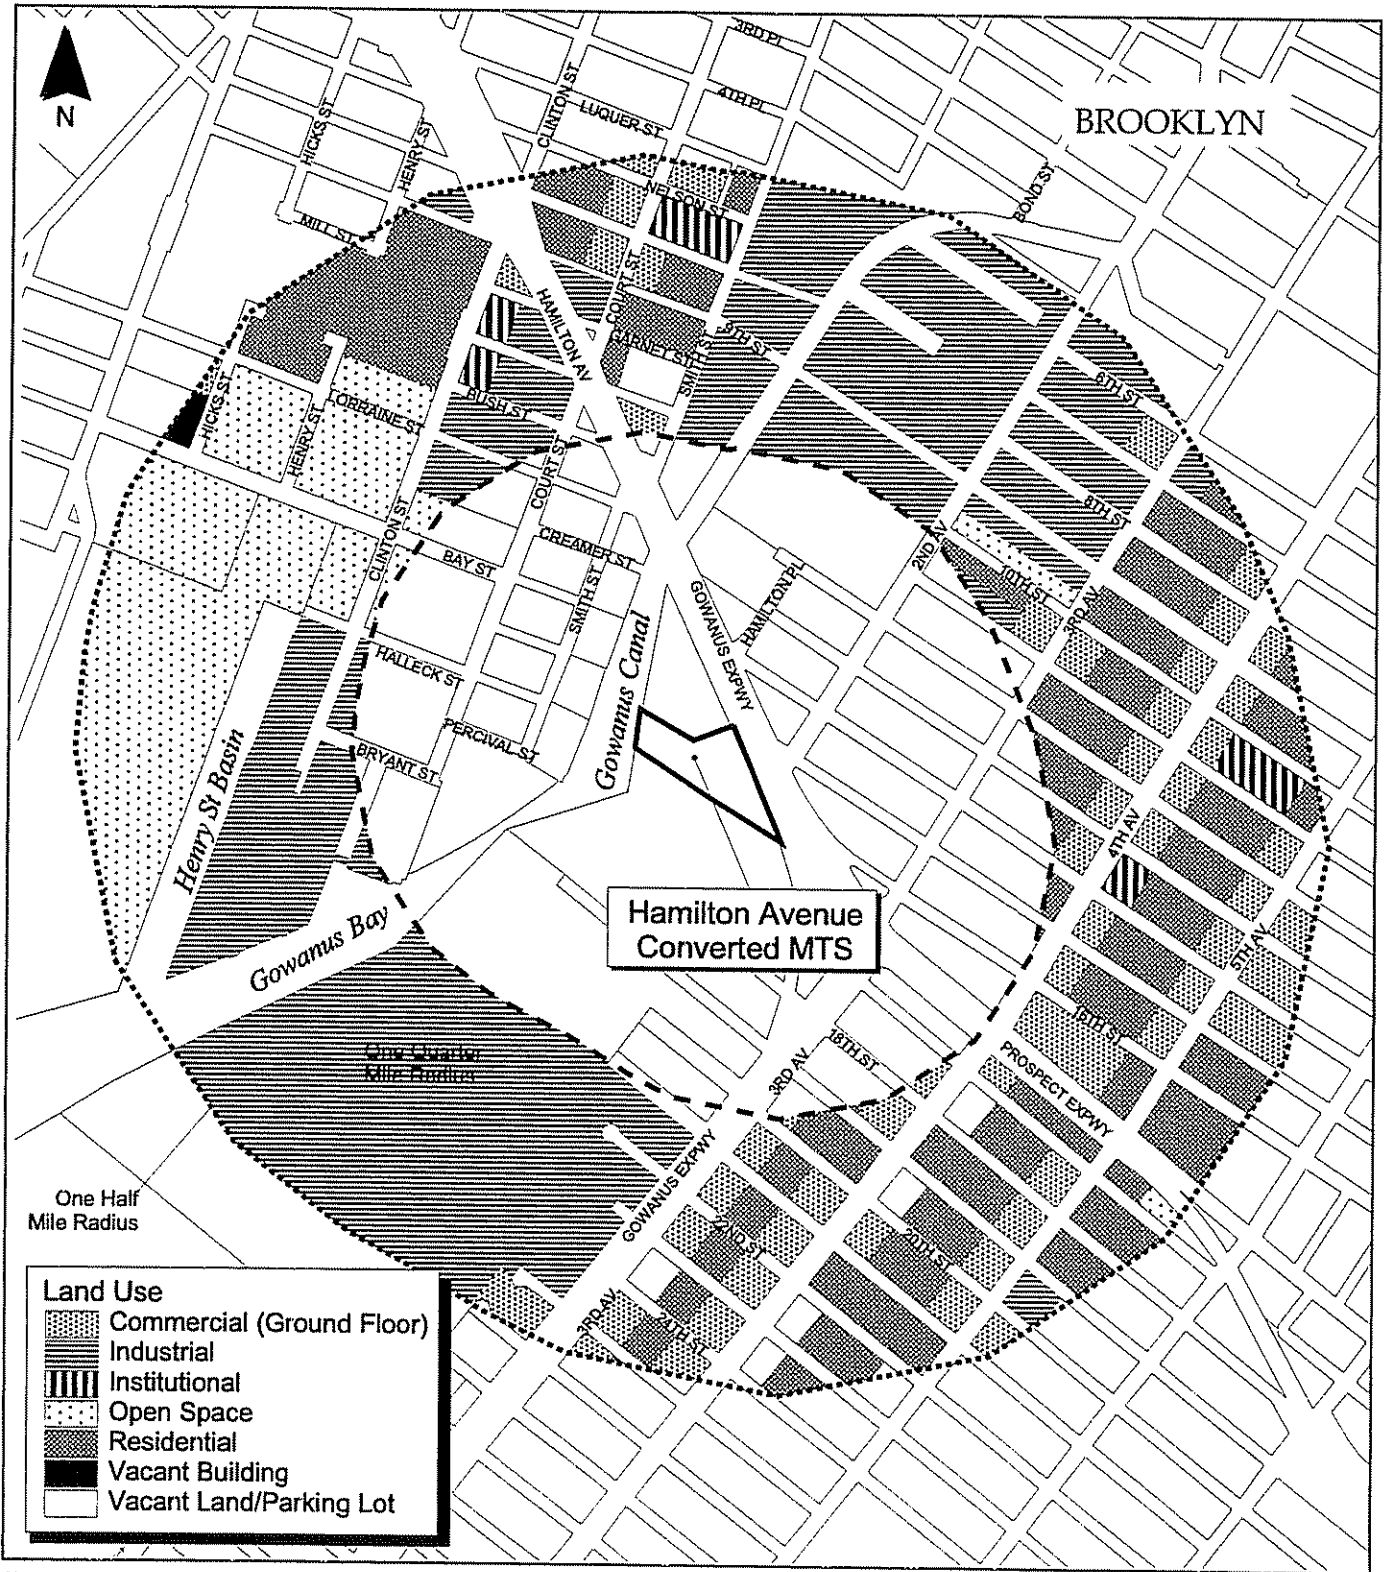 3RD PL
4TH PL
BROOKLYN
N
HICKS ST
HENRY ST
CLINTON ST
LUQUER ST
NELSON ST
MILL ST
BOND ST
COURT ST
HAMILTON AV
GARNET ST
SMITH ST
9TH ST
6TH ST
HICKS ST
HENRY ST
LORRAINE ST
BUSH ST
COURT ST
8TH ST
CLINTON ST
BAY ST
CREAMER ST
SMITH ST
2ND AV
10TH ST
3RD AV
GOWANUS EXPWY
HAMILTON PL
HALLECK ST
Gowanus Canal
PERCIVAL ST
BRYANT ST
Henry St Basin
4TH AV
Hamilton Avenue
Converted MTS
Gowanus Bay
5TH AV
16TH ST
One Quarter
Mile Radius
18TH ST
3RD AV
PROSPECT EXPWY
GOWANUS EXPWY
One Half
Mile Radius
22ND ST
20TH ST
3RD AV
24TH ST
Land Use
Commercial (Ground Floor)
Industrial
Institutional
Open Space
Residential
Vacant Building
Vacant Land/Parking Lot